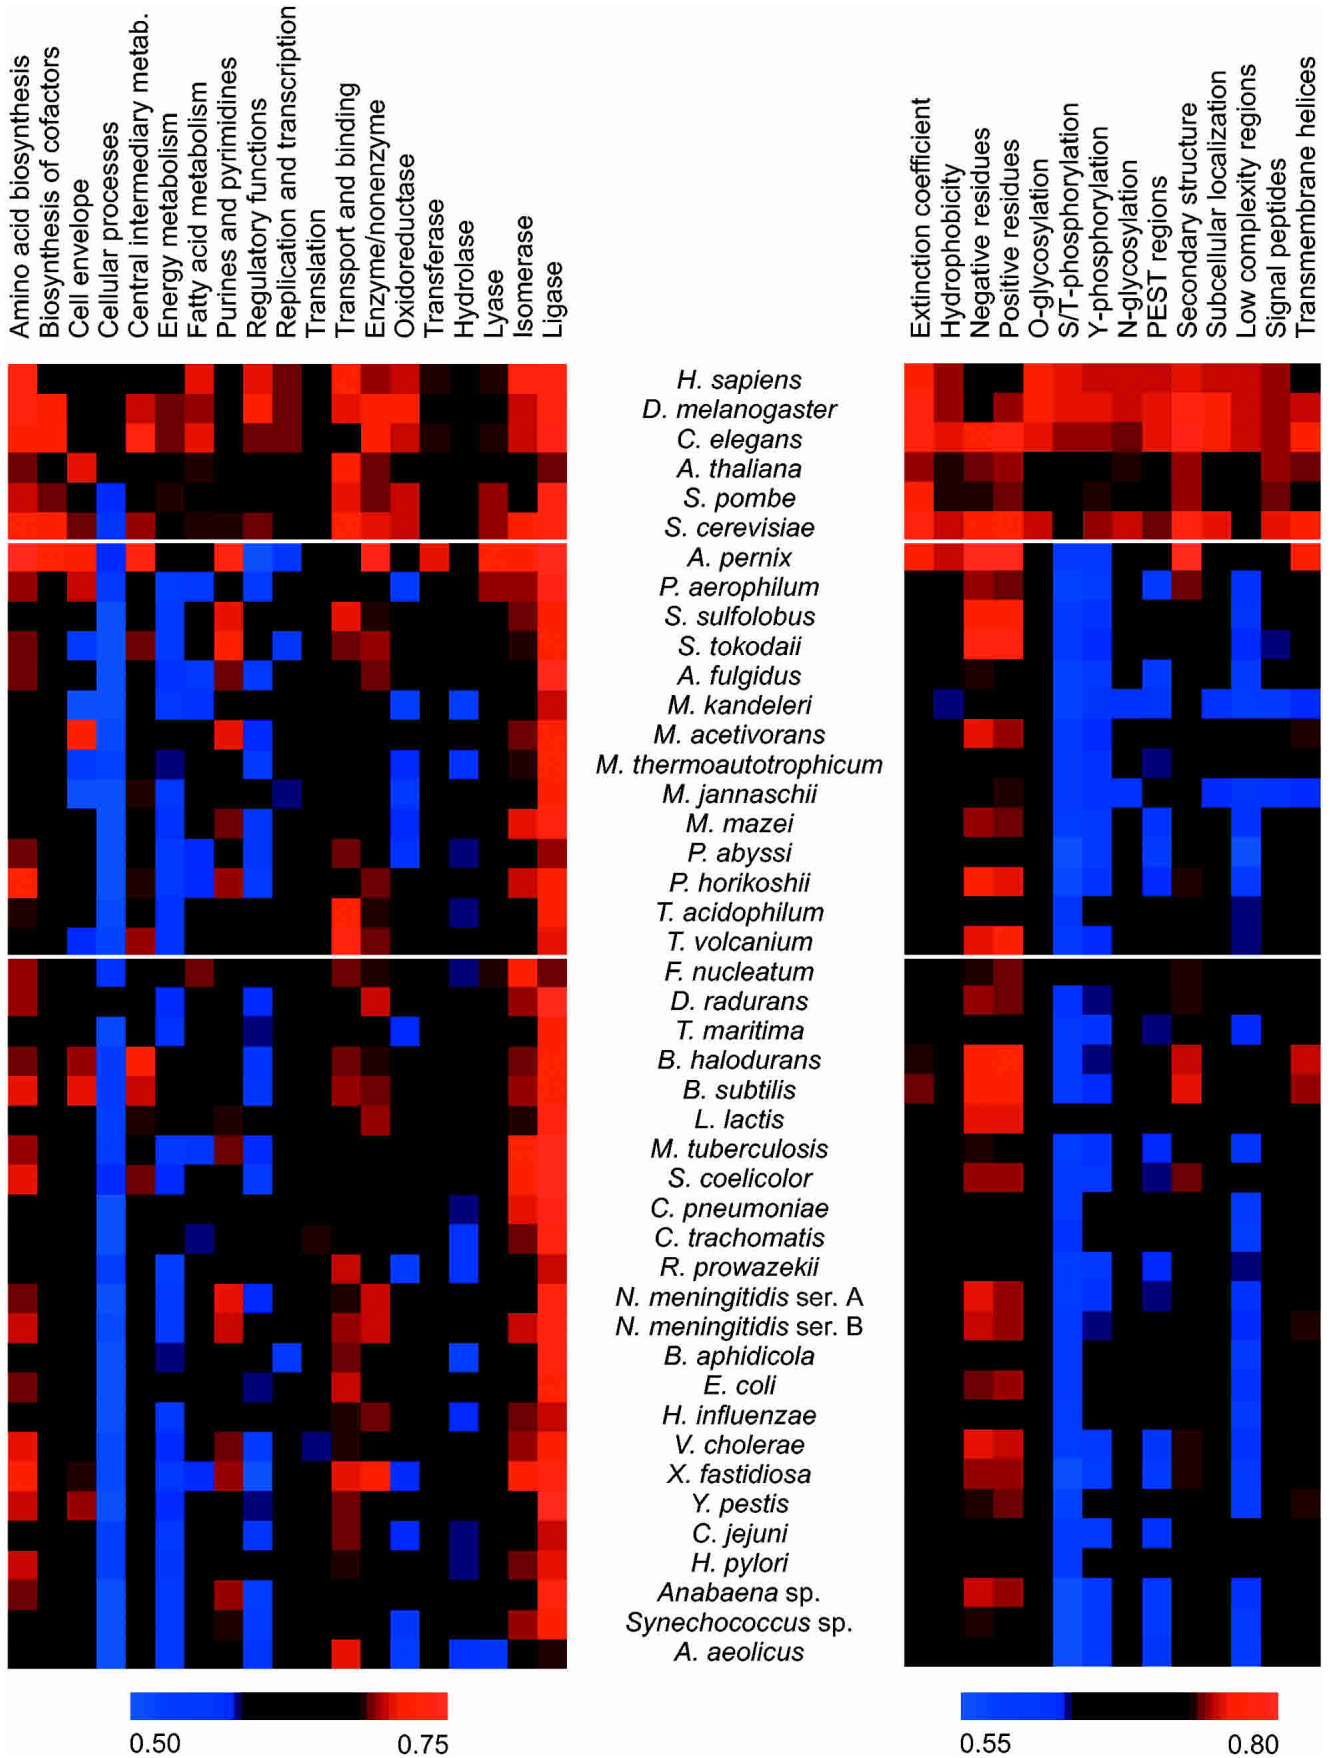 Amino acid biosynthesis
Biosynthesis of cofactors
Cell envelope
Cellular processes
Central intermediary metab.
Energy metabolism
Fatty acid metabolism
Purines and pyrimidines
Regulatory functions
Replication and transcription
Translation
Transport and binding
Enzyme/nonenzyme
Oxidoreductase
Transferase
Hydrolase
Lyase
Isomerase
Ligase
Extinction coefficient
Hydrophobicity
Negative residues
Positive residues
O-glycosylation
S/T-phosphorylation
Y-phosphorylation
N-glycosylation
PEST regions
Secondary structure
Subcellular localization
Low complexity regions
Signal peptides
Transmembrane helices
H. sapiens
D. melanogaster
C. elegans
A. thaliana
S. pombe
S. cerevisiae
A. pernix
P. aerophilum
S. sulfolobus
S. tokodaii
A. fulgidus
M. kandeleri
M. acetivorans
M. thermoautotrophicum
M. jannaschii
M. mazei
P. abyssi
P. horikoshii
T. acidophilum
T. volcanium
F. nucleatum
D. radurans
T. maritima
B. halodurans
B. subtilis
L. lactis
M. tuberculosis
S. coelicolor
C. pneumoniae
C. trachomatis
R. prowazekii
N. meningitidis ser. A
N. meningitidis ser. B
B. aphidicola
E. coli
H. influenzae
V. cholerae
X. fastidiosa
Y. pestis
C. jejuni
H. pylori
Anabaena sp.
Synechococcus sp.
A. aeolicus
0.50 0.75
0.55 0.80